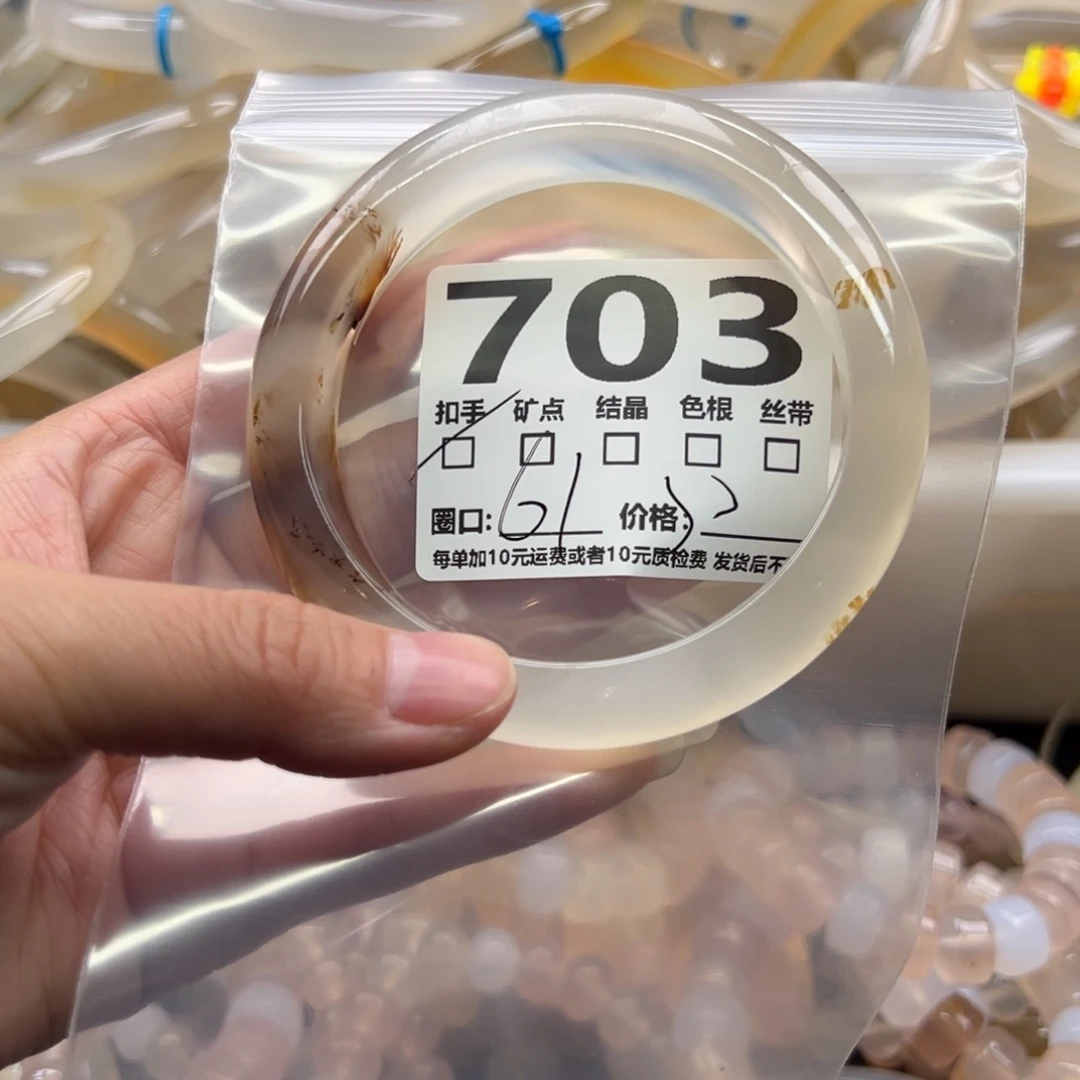 703
扣手 矿点 结晶 色根 丝带
□ □ □ □ □
圈口: 61 价格:
每单加10元运费或者10元质检费 发货后不